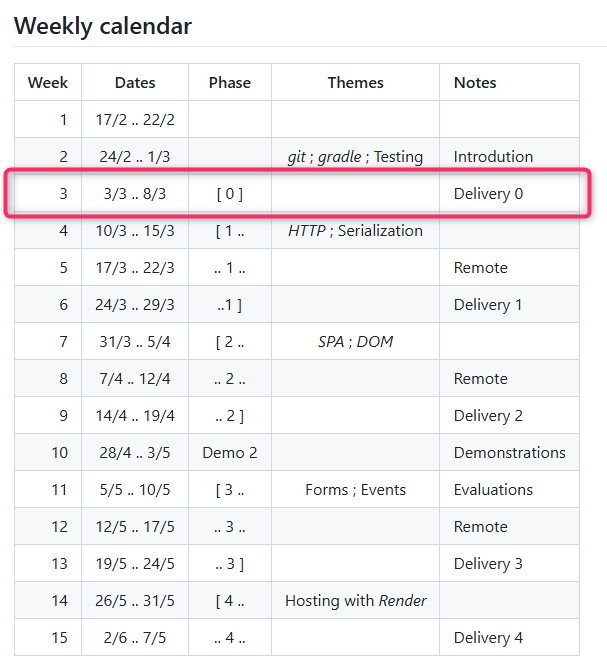 Weekly calendar
Week Dates Phase Themes Notes
1 17/2 .. 22/2
2 24/2 .. 1/3 git ; gradle ; Testing Introdution
3 3/3 .. 8/3 [ 0 ] Delivery 0
4 10/3 .. 15/3 [ 1 .. HTTP ; Serialization
5 17/3 .. 22/3 .. 1 .. Remote
6 24/3 .. 29/3 ..1 ] Delivery 1
7 31/3 .. 5/4 [ 2 .. SPA ; DOM
8 7/4 .. 12/4 .. 2 .. Remote
9 14/4 .. 19/4 .. 2 ] Delivery 2
10 28/4 .. 3/5 Demo 2 Demonstrations
11 5/5 .. 10/5 [ 3 .. Forms ; Events Evaluations
12 12/5 .. 17/5 .. 3 .. Remote
13 19/5 .. 24/5 .. 3 ] Delivery 3
14 26/5 .. 31/5 [ 4 .. Hosting with Render
15 2/6 .. 7/5 .. 4 .. Delivery 4